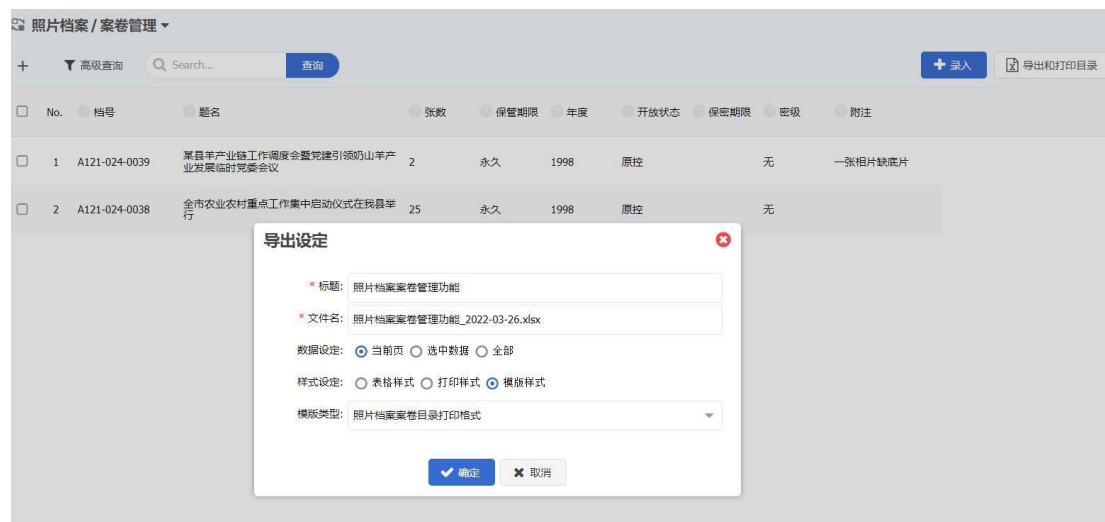 照片档案 / 案卷管理
+ 高级查询 Search... 查询 录入 导出和打印目录
No. 档号 题名 张数 保管期限 年度 开放状态 保密期限 密级 附注
1 A121-024-0039 某县羊产业链工作调度会暨党建引领奶山羊产 2 永久 1998 原控 无 一张相片缺底片
业发展临时党委会议
2 A121-024-0038 全市农业农村重点工作集中启动仪式在我县举 25 永久 1998 原控 无
行
导出设定
* 标题: 照片档案案卷管理功能
* 文件名: 照片档案案卷管理功能_2022-03-26.xlsx
数据设定: 当前页 选中数据 全部
样式设定: 表格样式 打印样式 模版样式
模版类型: 照片档案案卷目录打印格式
确定 取消